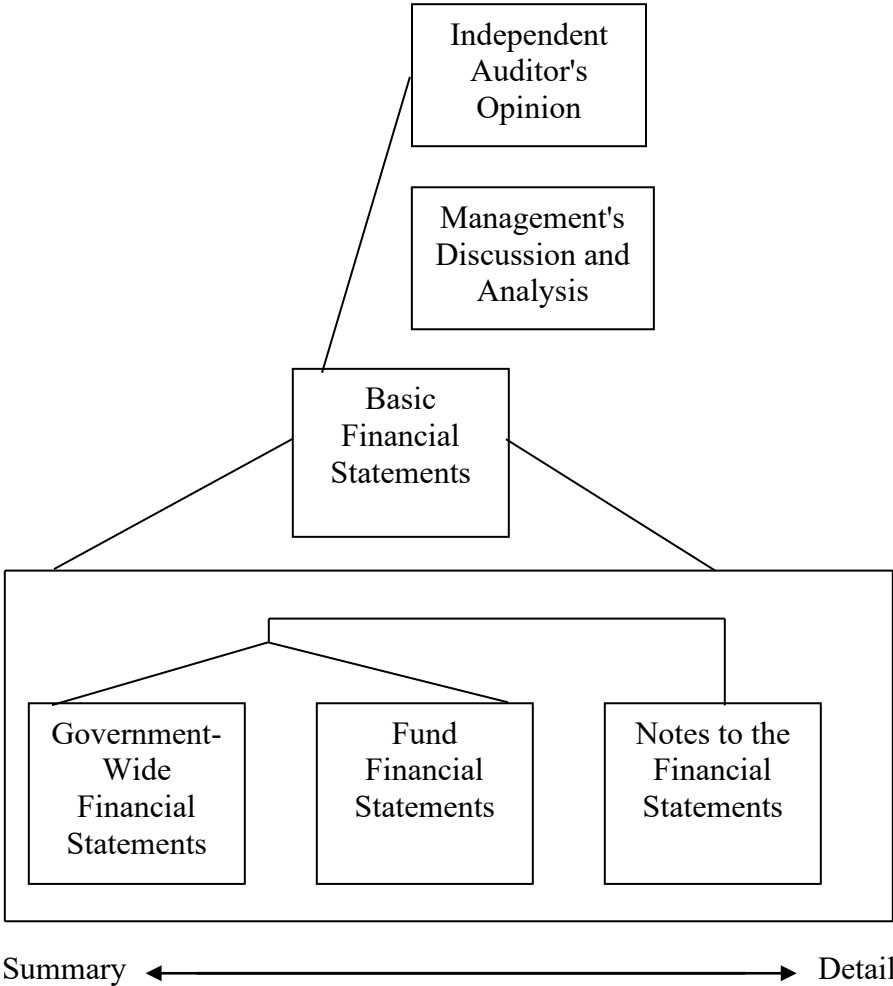 Independent
Auditor's
Opinion
Management's
Discussion and
Analysis
Basic
Financial
Statements
Government-
Wide
Financial
Statements
Fund
Financial
Statements
Notes to the
Financial
Statements
Summary
Detail